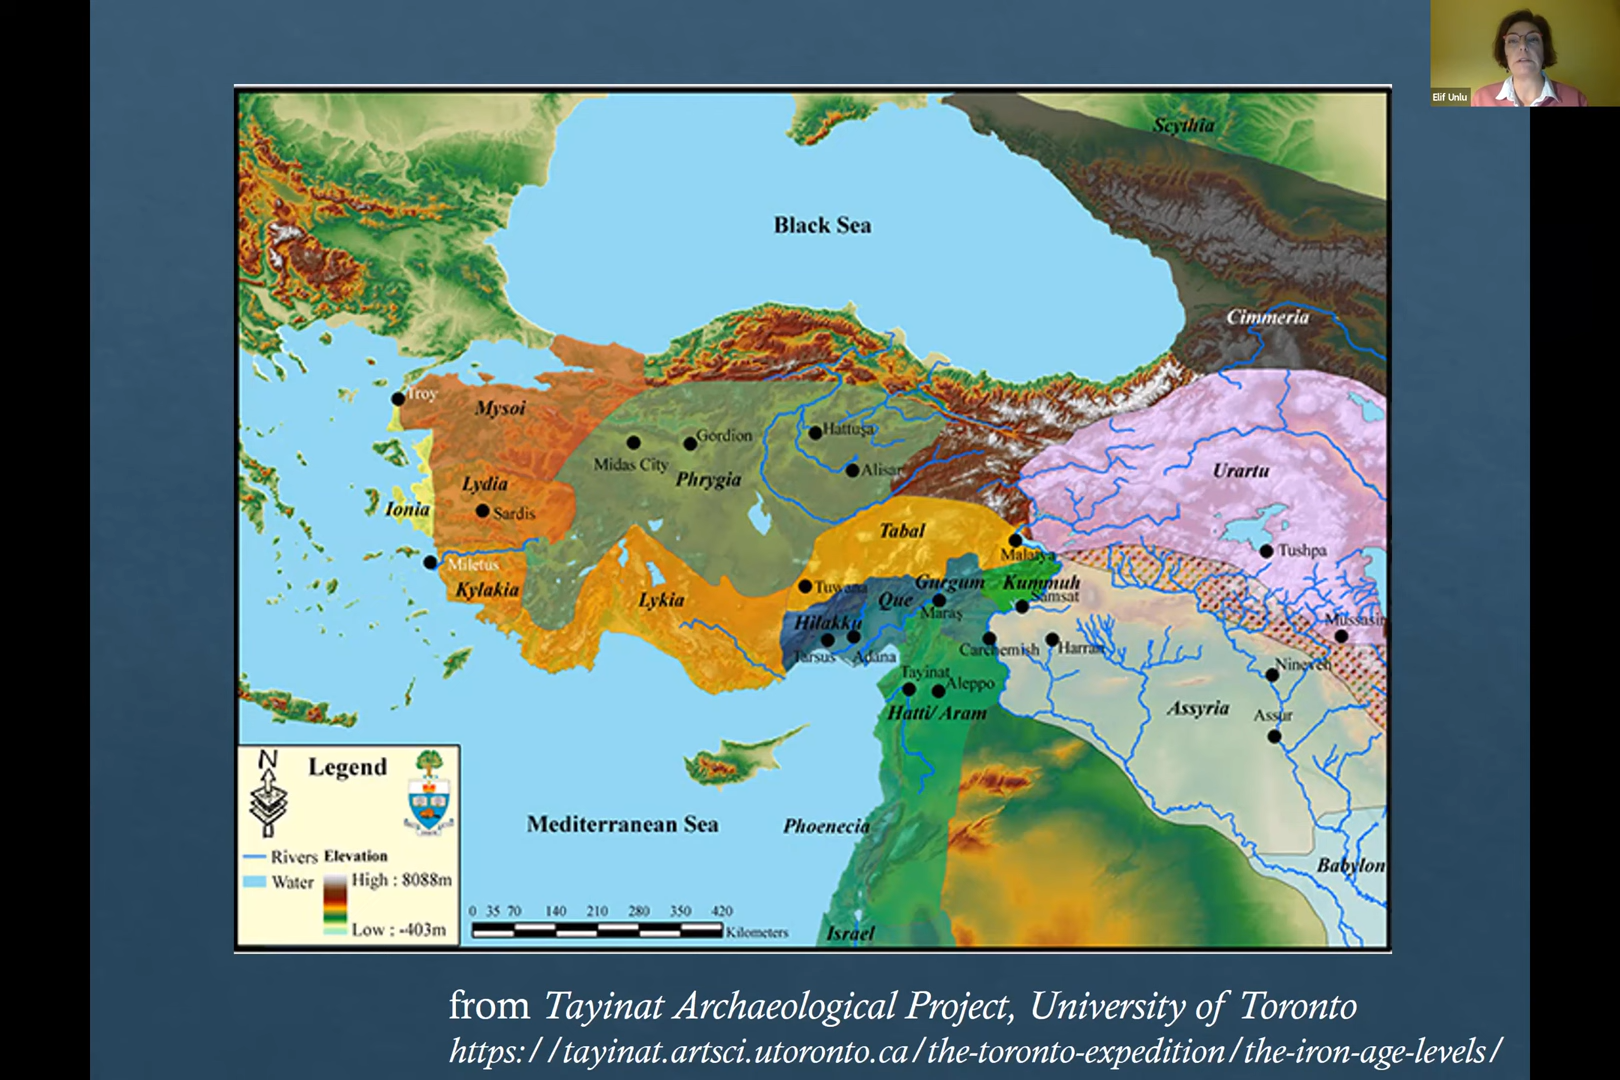 Elif Unlu
Scythia
Black Sea
Cimmeria
Troy
Mysoi
Hattuşa
Gordion
Midas City
Phrygia
Alisar
Urartu
Lydia
Ionia
Sardis
Tabal
Malatya
Tushpa
Miletus
Kylakia
Lykia
Tuwana
Gurgum
Kummuh
Que
Samsat
Maraş
Hilakku
Mussasir
Tarsus
Adana
Carchemish
Harran
Nineveh
Tayinat
Aleppo
Hatti/ Aram
Assyria
Assur
N
Legend
Rivers
Elevation
Water
High : 8088m
Low : -403m
Mediterranean Sea
Phoenecia
Babylon
0 35 70 140 210 280 350 420
Kilometers
Israel
from Tayinat Archaeological Project, University of Toronto
https://tayinat.artsci.utoronto.ca/the-toronto-expedition/the-iron-age-levels/